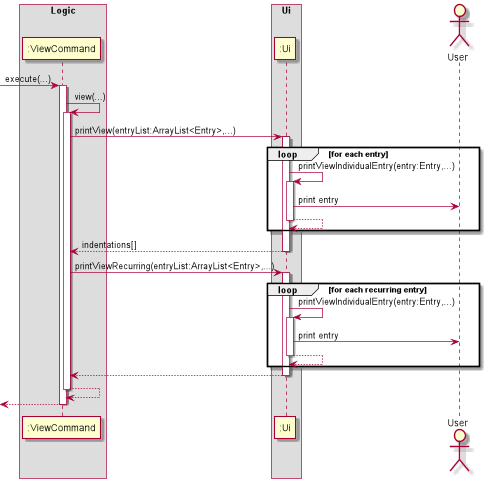 Logic
Ui
:ViewCommand
:Ui
User
execute(...)
view(...)
printView(entryList:ArrayList<Entry>,...)
loop
[for each entry]
printViewIndividualEntry(entry:Entry,...)
print entry
indentations[]
printViewRecurring(entryList:ArrayList<Entry>,...)
loop
[for each recurring entry]
printViewIndividualEntry(entry:Entry,...)
print entry
User
:ViewCommand
:Ui